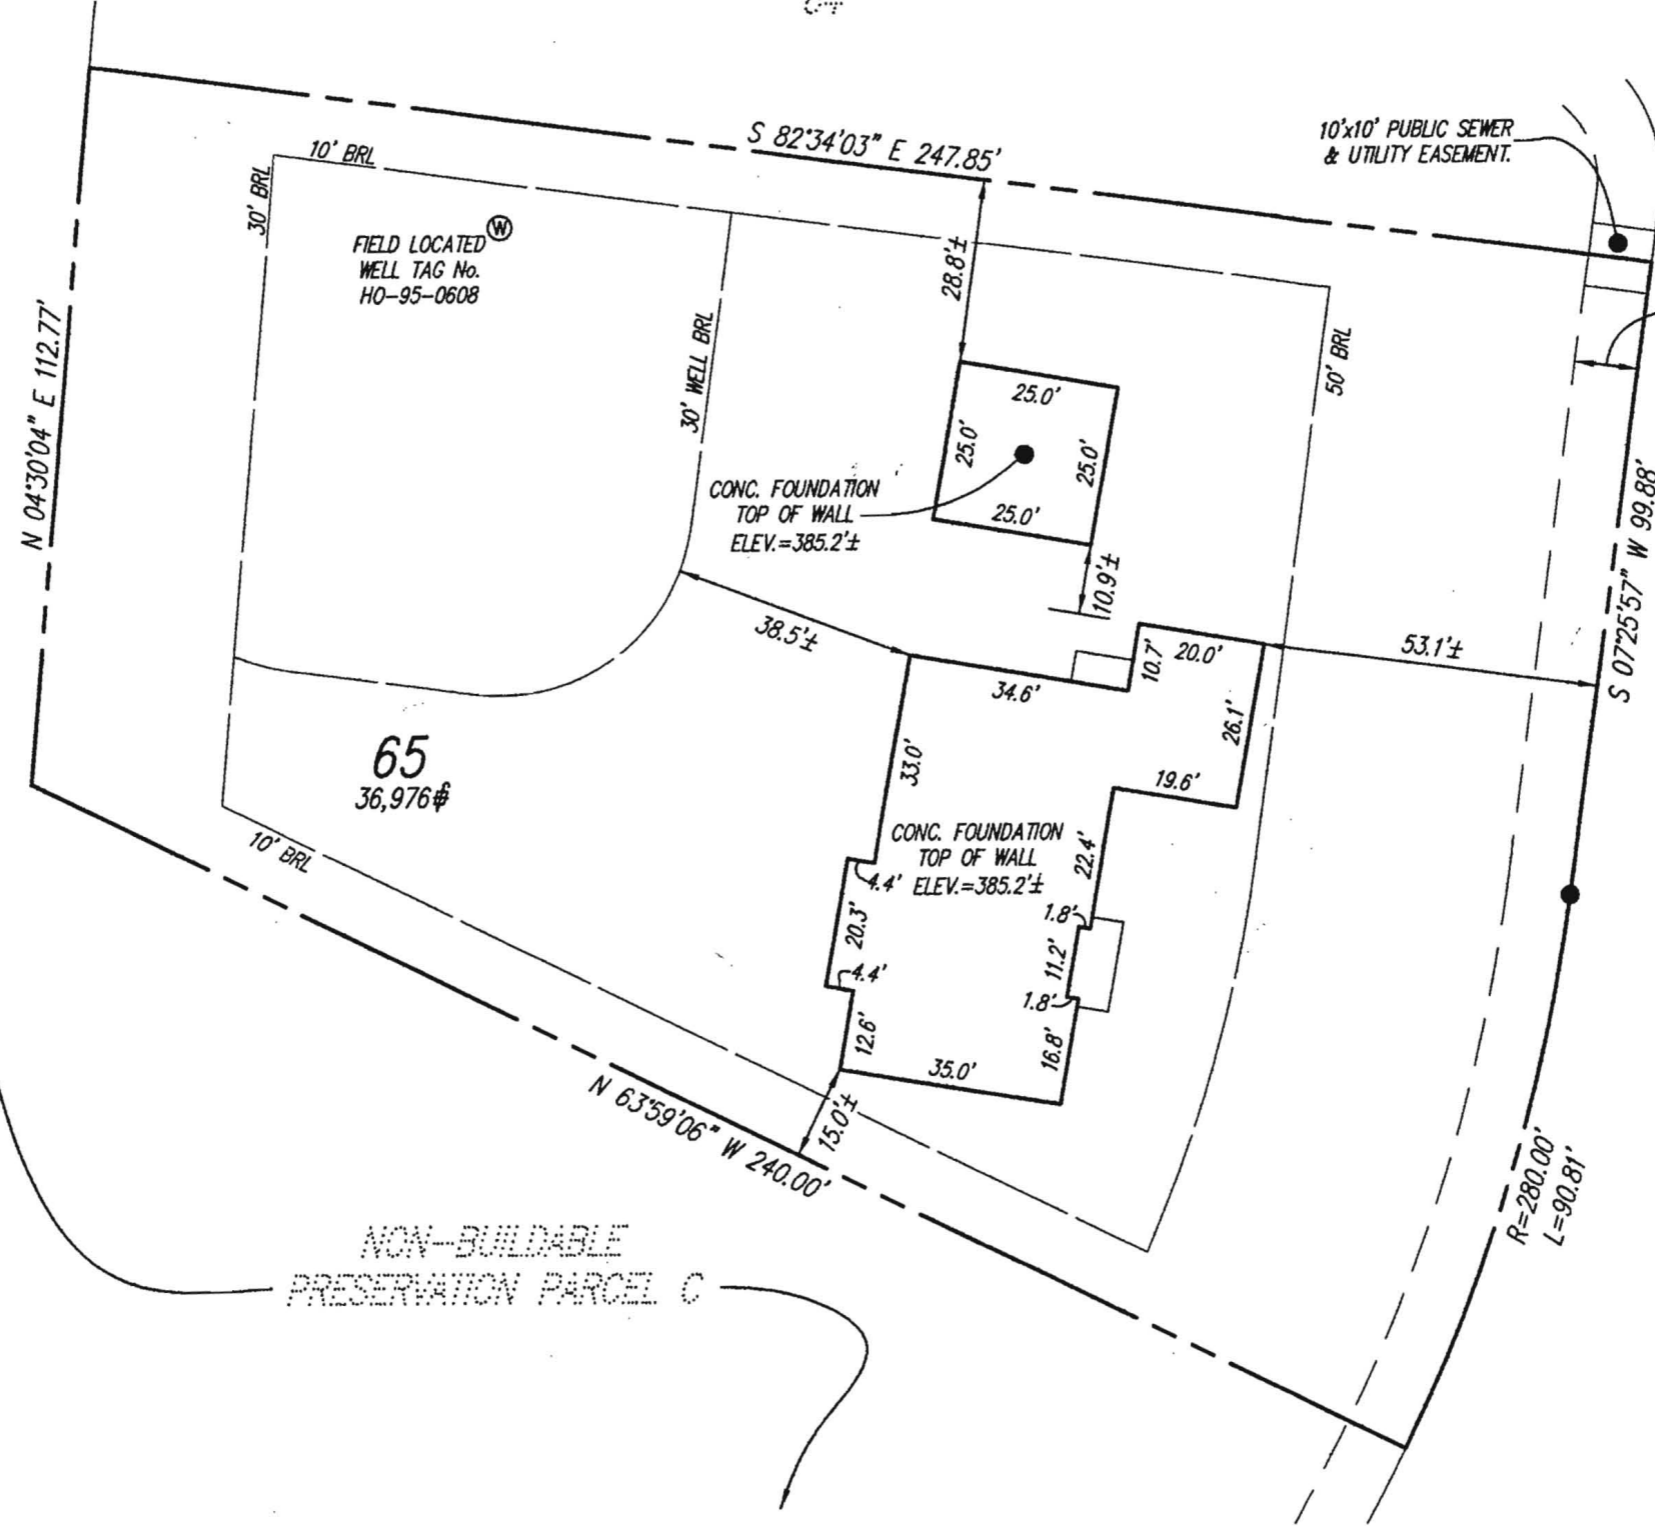 S 82°34'03" E 247.85'
10'x10' PUBLIC SEWER
& UTILITY EASEMENT.
10' BRL
30' BRL
FIELD LOCATED W
WELL TAG No.
HO-95-0608
28.8'±
30' WELL BRL
50' BRL
N 04°30'04" E 112.77'
25.0'
25.0'
25.0'
25.0'
CONC. FOUNDATION
TOP OF WALL
ELEV.=385.2'±
10.9'±
S 07°25'57" W 99.88'
38.5'±
53.1'±
10.7'
20.0'
34.6'
26.1'
33.0'
19.6'
65
36,976
10' BRL
CONC. FOUNDATION
TOP OF WALL
ELEV.=385.2'±
22.4'
4.4'
20.3'
1.8'
11.2'
4.4'
1.8'
12.6'
16.8'
35.0'
15.0'±
N 63°59'06" W 240.00'
R=280.00'
L=90.81'
NON-BUILDABLE
PRESERVATION PARCEL C